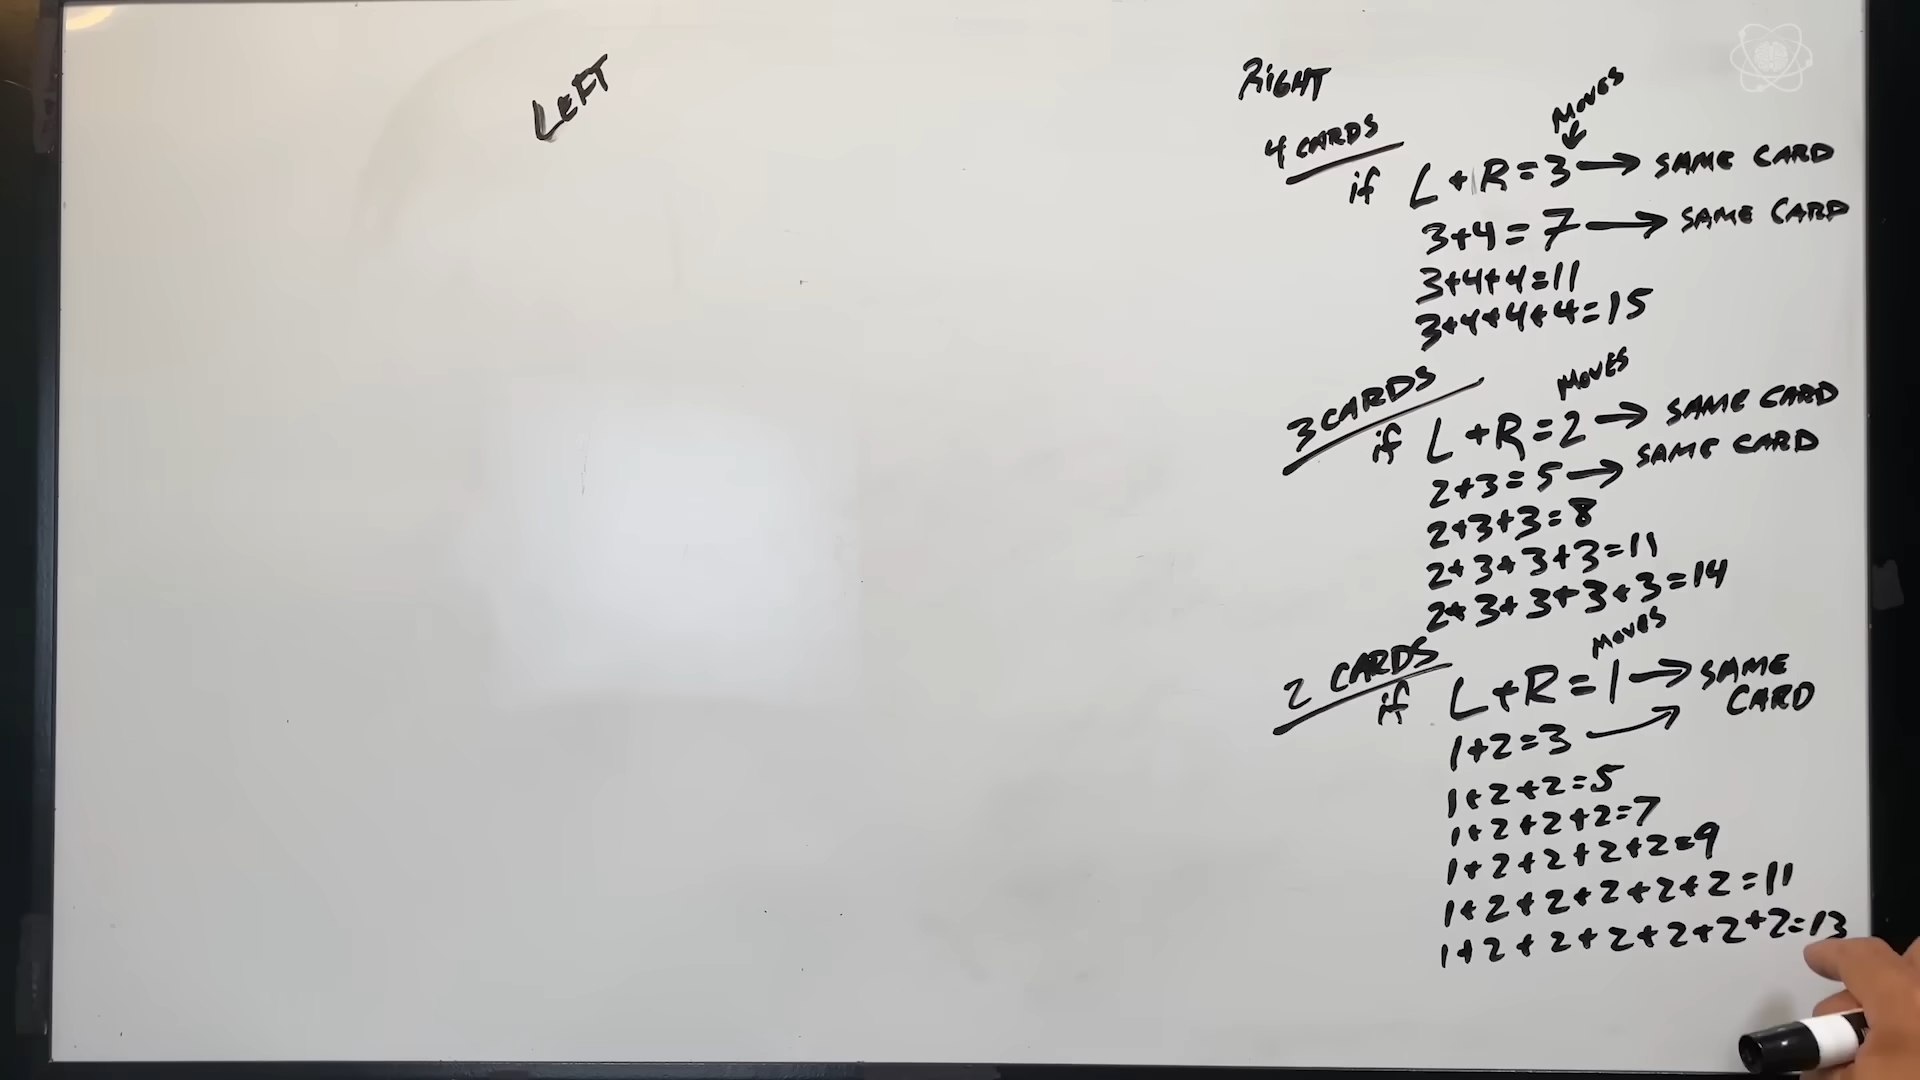 LEFT
RIGHT
MOVES
4 CARDS
if L+R=3→SAME CARD
3+4=7→SAME CARD
3+4+4=11
3+4+4+4=15
MOVES
3 CARDS
if L+R=2→SAME CARD
2+3=5→SAME CARD
2+3+3=8
2+3+3+3=11
2+3+3+3+3=14
MOVES
2 CARDS
if L+R=1→SAME
CARD
1+2=3
1+2+2=5
1+2+2+2=7
1+2+2+2+2=9
1+2+2+2+2+2=11
1+2+2+2+2+2+2=13